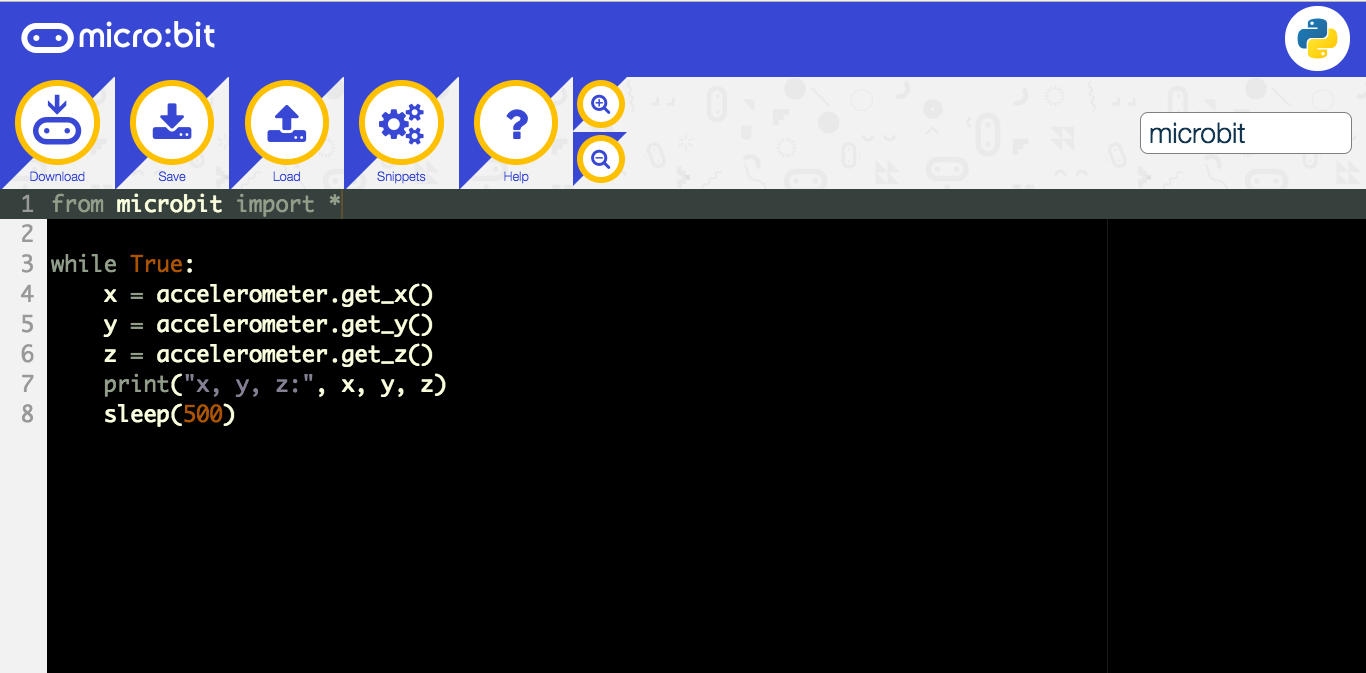 micro:bit
Download Save Load Snippets ? Help
microbit
1 from microbit import *
2
3 while True:
4     x = accelerometer.get_x()
5     y = accelerometer.get_y()
6     z = accelerometer.get_z()
7     print("x, y, z:", x, y, z)
8     sleep(500)